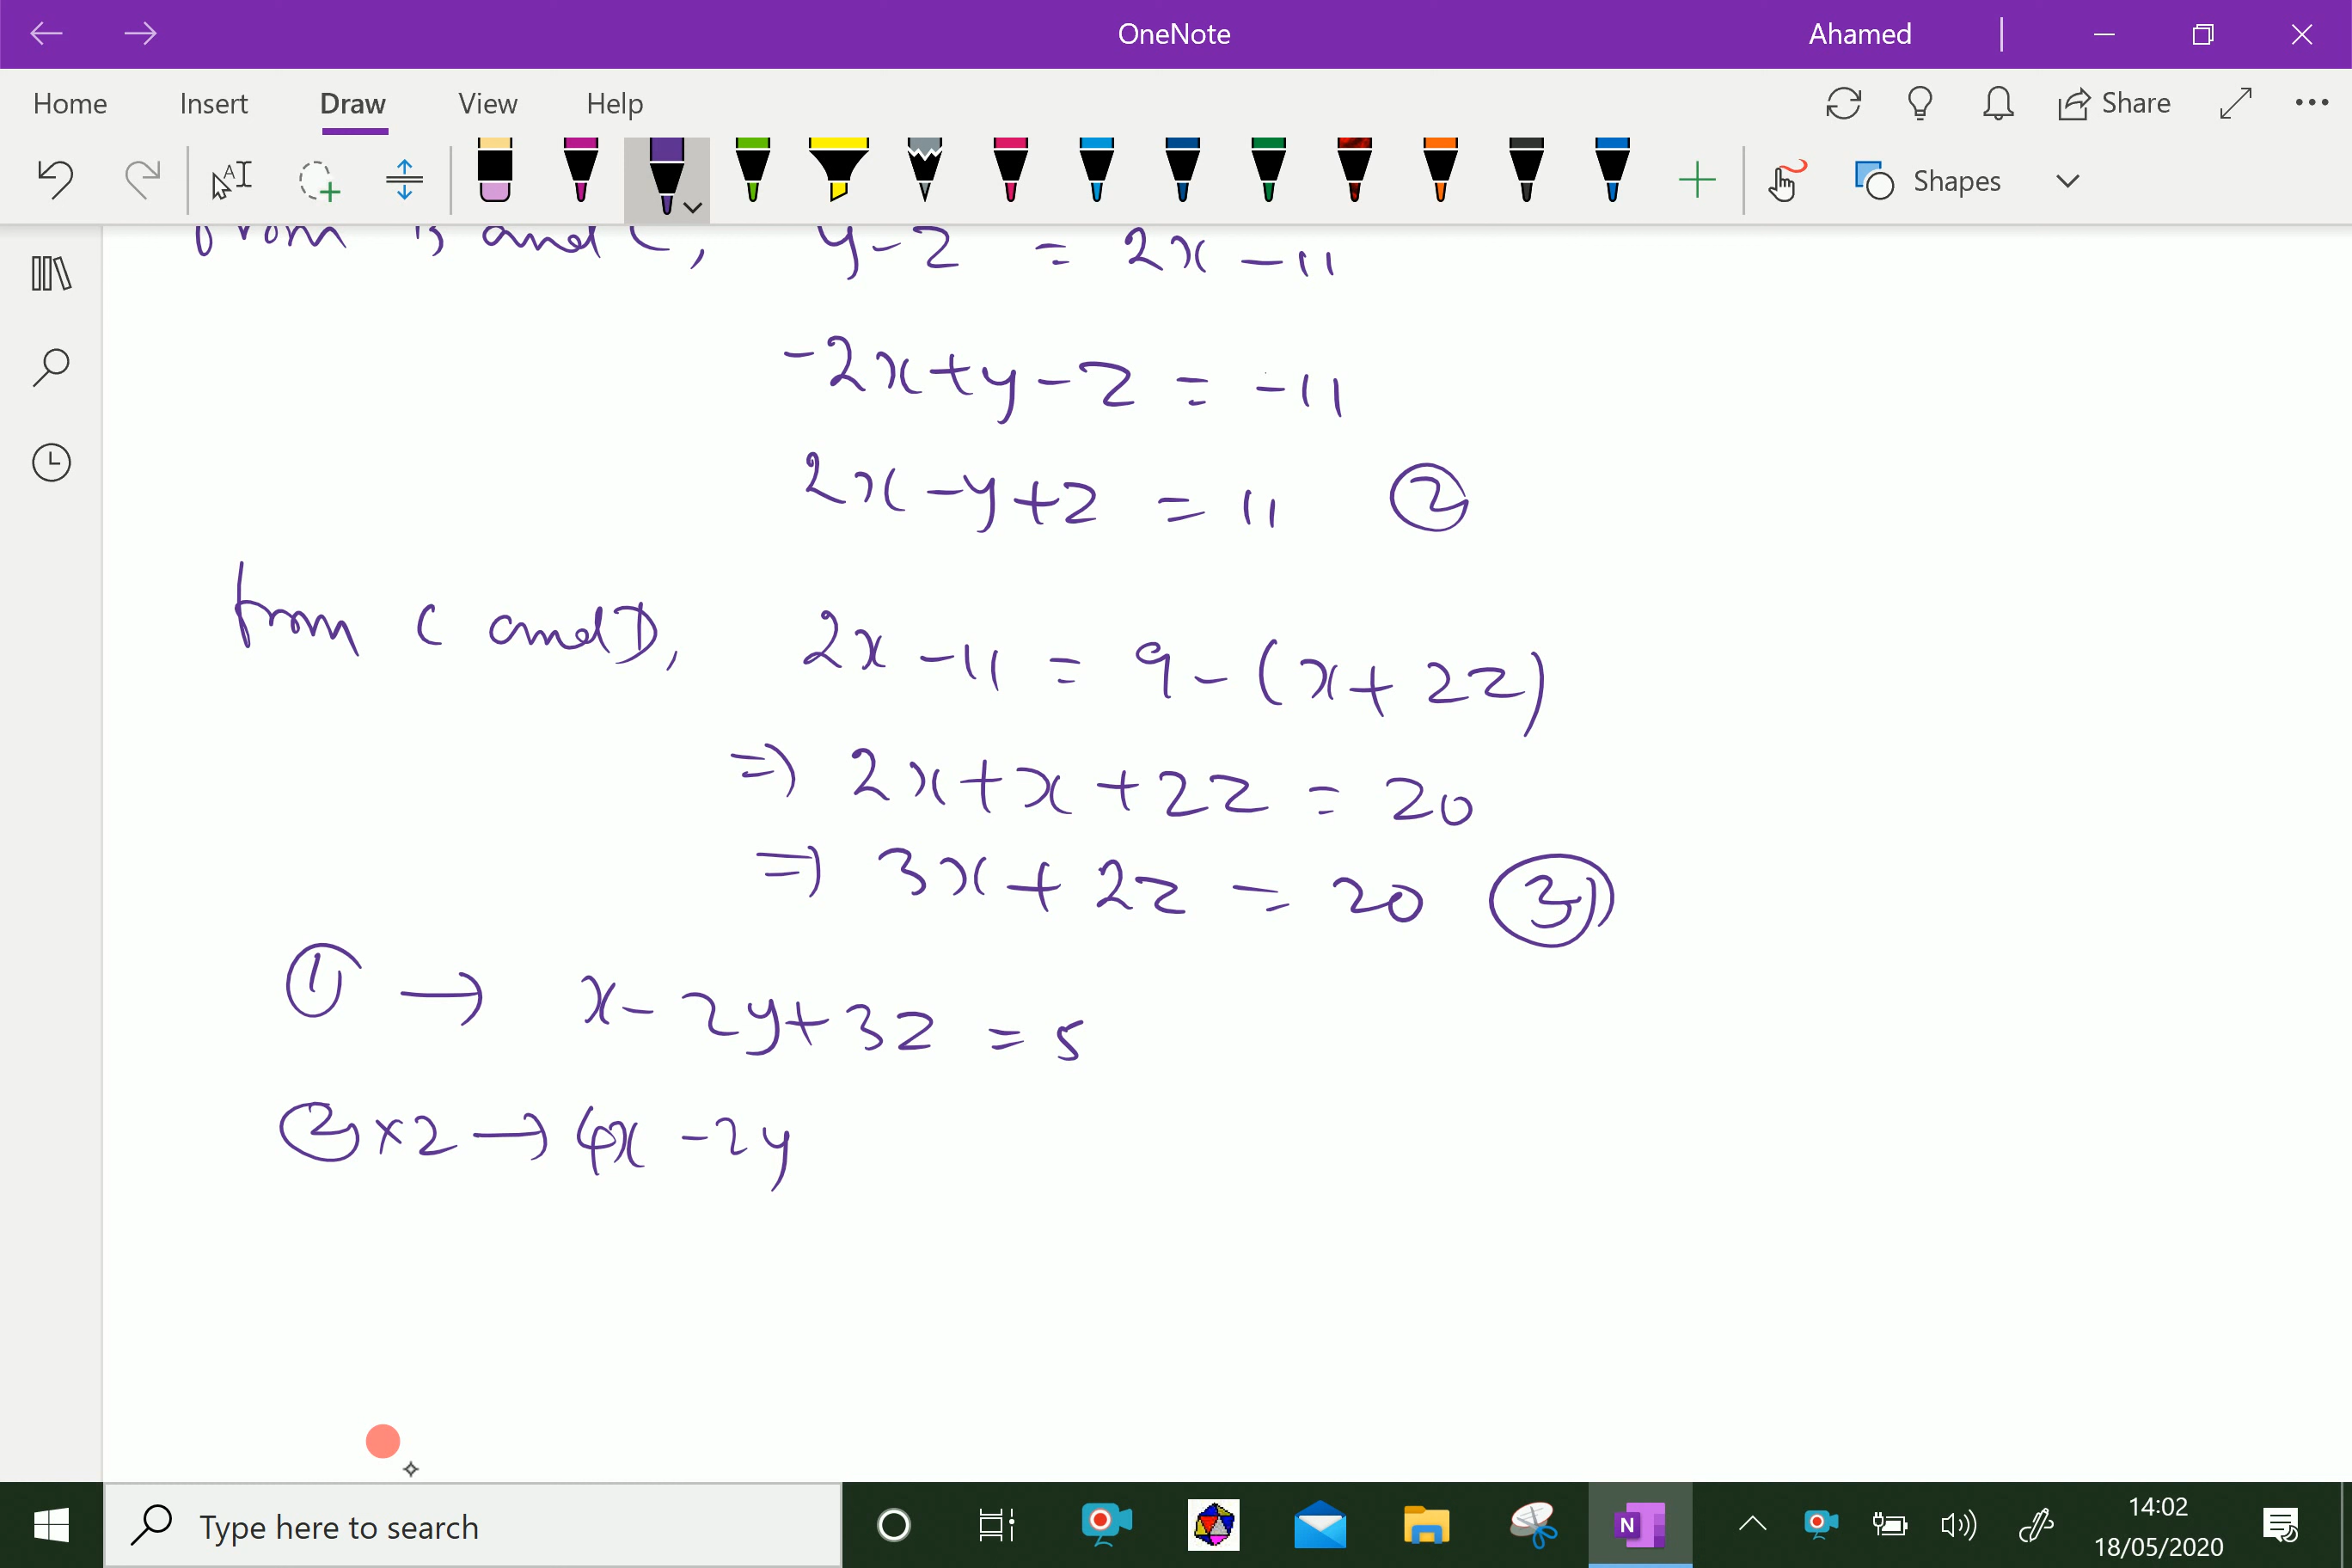 OneNote
Ahamed
Home Insert Draw View Help
Share
Shapes
from B and C, y-z = 2x-11
-2x+y-z = -11
2x-y+z = 11 ②
from C and D, 2x-11 = 9-(x+2z)
=> 2x+x+2z = 20
=> 3x+2z = 20 ③
① → x-2y+3z = 5
②×2 → 4x-2y
Type here to search
14:02
18/05/2020